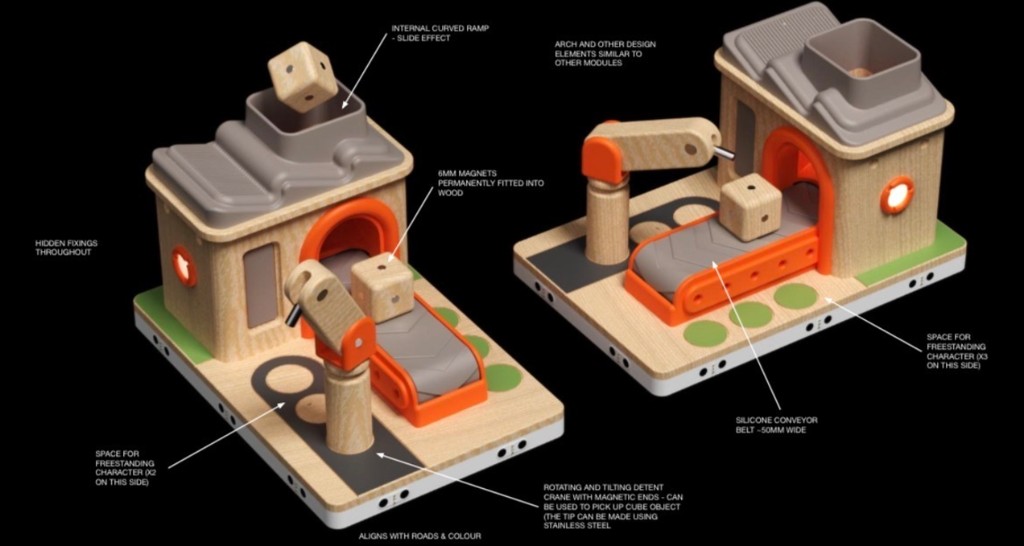 INTERNAL CURVED RAMP
- SLIDE EFFECT
ARCH AND OTHER DESIGN
ELEMENTS SIMILAR TO
OTHER MODULES
6MM MAGNETS
PERMANENTLY FITTED INTO
WOOD
HIDDEN FIXINGS
THROUGHOUT
SPACE FOR
FREESTANDING
CHARACTER (X3
ON THIS SIDE)
SILICONE CONVEYOR
BELT ~50MM WIDE
SPACE FOR
FREESTANDING
CHARACTER (X2
ON THIS SIDE)
ROTATING AND TILTING DETENT
CRANE WITH MAGNETIC ENDS - CAN
BE USED TO PICK UP CUBE OBJECT
(THE TIP CAN BE MADE USING
STAINLESS STEEL
ALIGNS WITH ROADS & COLOUR